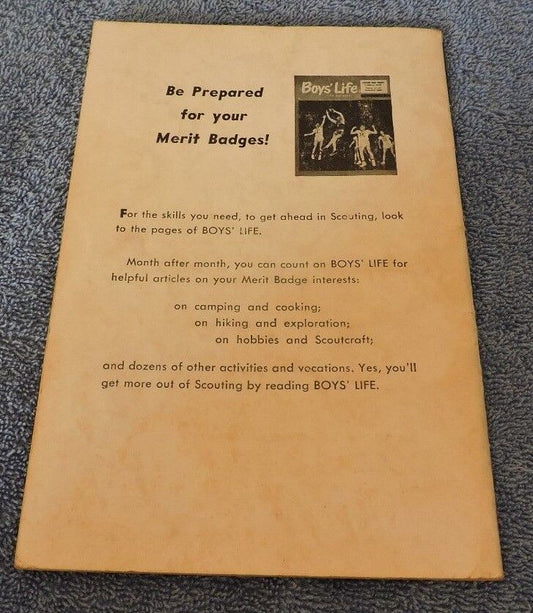 Be Prepared
for your
Merit Badges!
Boys' Life
For the skills you need, to get ahead in Scouting, look
to the pages of BOYS' LIFE.
Month after month, you can count on BOYS' LIFE for
helpful articles on your Merit Badge interests:
on camping and cooking;
on hiking and exploration;
on hobbies and Scoutcraft;
and dozens of other activities and vocations. Yes, you'll
get more out of Scouting by reading BOYS' LIFE.